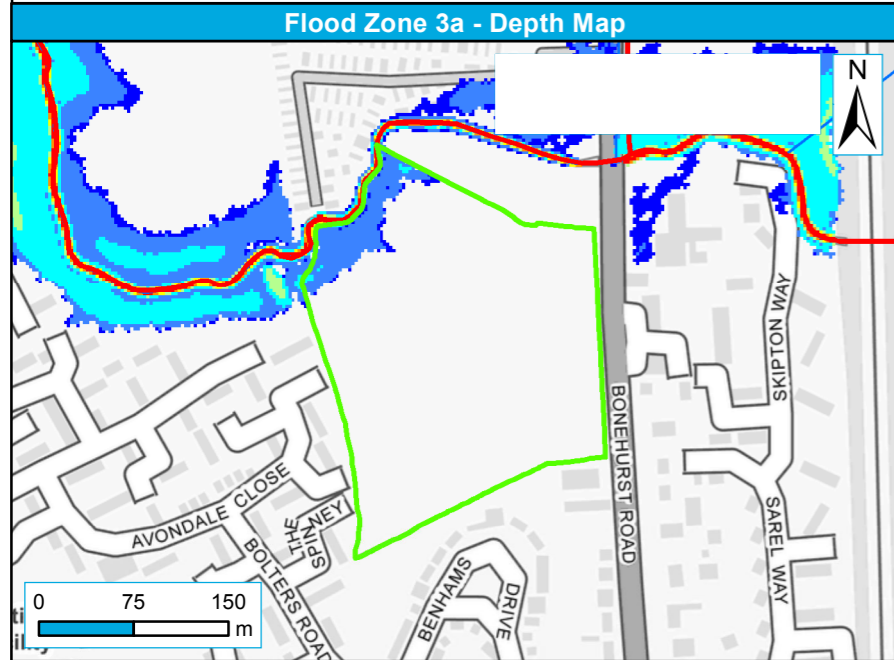 Flood Zone 3a - Depth Map
N
SKIPTON WAY
BONEHURST ROAD
AVONDALE CLOSE
THE
SPINNEY
BOLTERS ROAD
SAREL WAY
BENHAMS
DRIVE
0 75 150
m